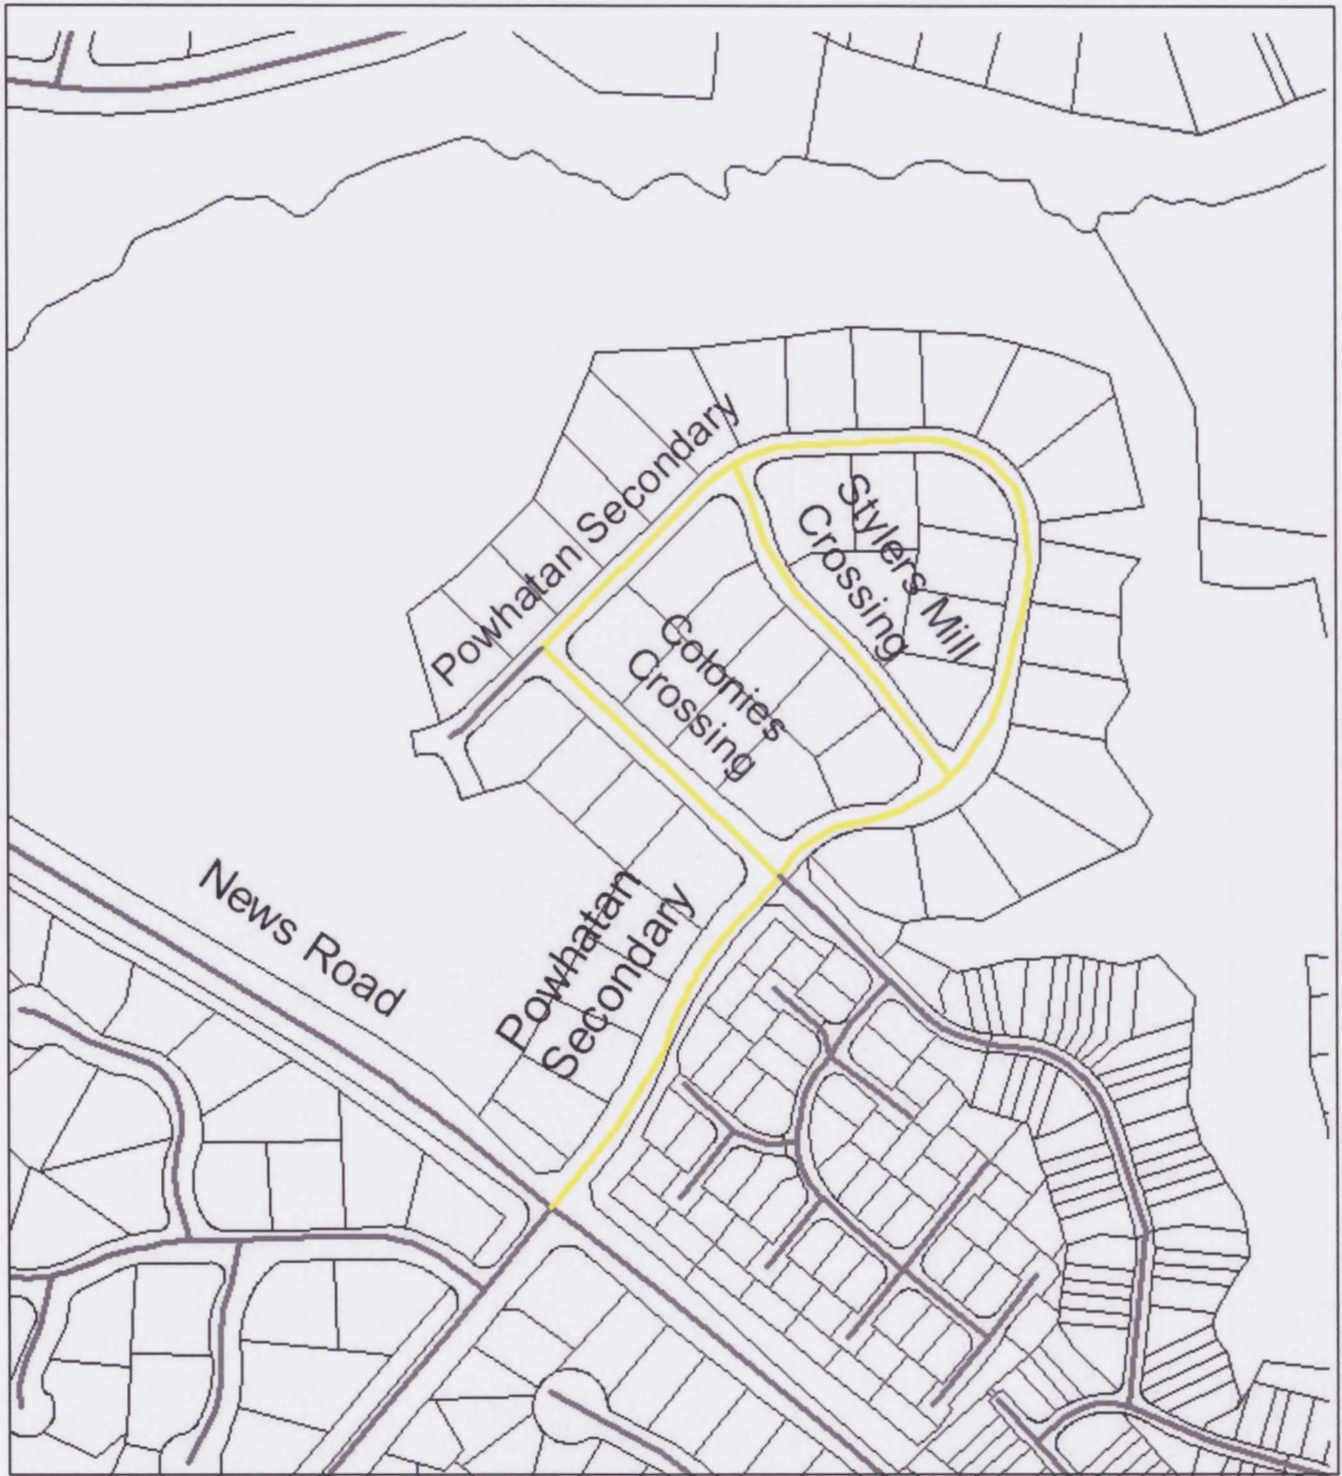 Powhatan Secondary
Stylers Mill
Crossing
Colonies
Crossing
News Road
Powhatan
Secondary